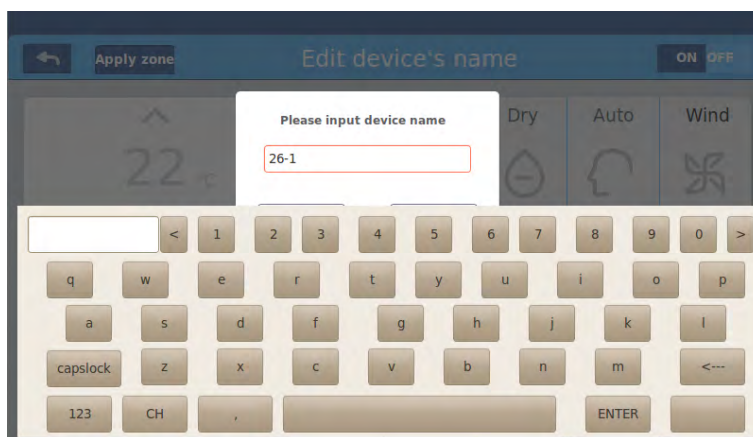 Apply zone Edit device's name ON OFF
Please input device name Dry Auto Wind
22 °C 26-1
< 1 2 3 4 5 6 7 8 9 0 >
q w e r t y u i o p
a s d f g h j k l
capslock z x c v b n m <---
123 CH , ENTER